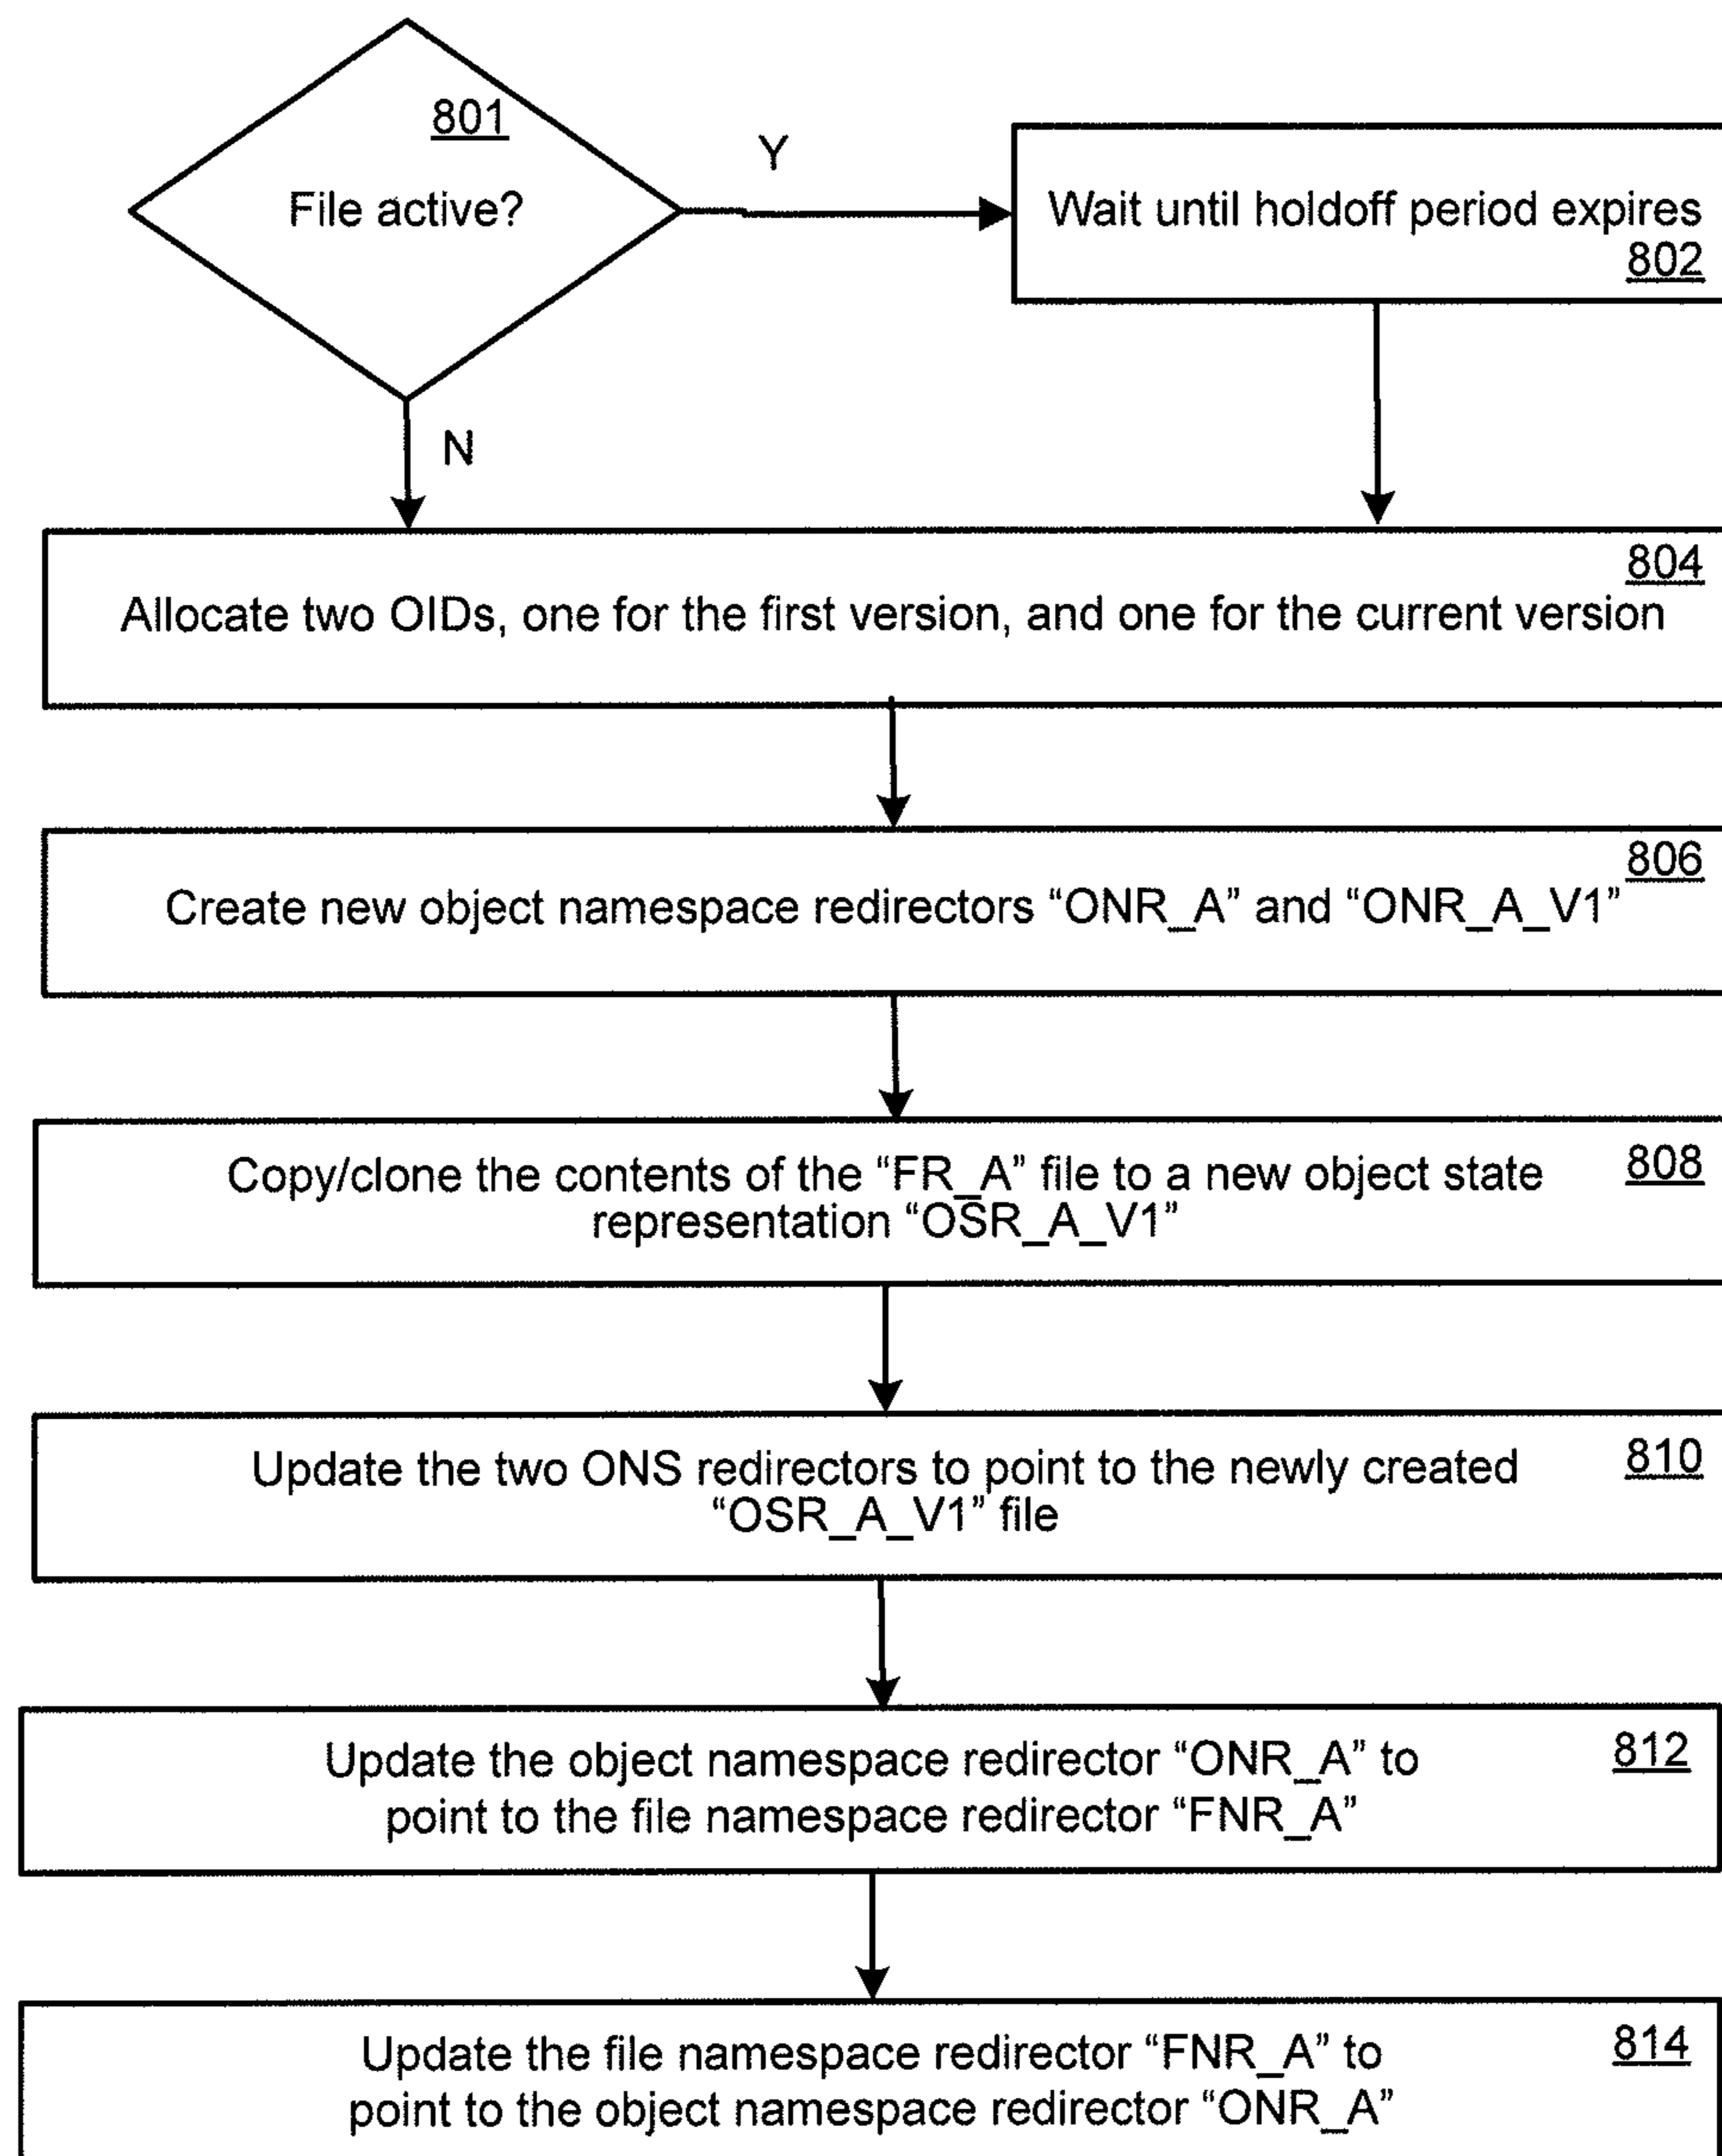 801
File active?
Y
Wait until holdoff period expires
802
N
804
Allocate two OIDs, one for the first version, and one for the current version
806
Create new object namespace redirectors “ONR_A” and “ONR_A_V1”
808
Copy/clone the contents of the “FR_A” file to a new object state
representation “OSR_A_V1”
810
Update the two ONS redirectors to point to the newly created
“OSR_A_V1” file
812
Update the object namespace redirector “ONR_A” to
point to the file namespace redirector “FNR_A”
814
Update the file namespace redirector “FNR_A” to
point to the object namespace redirector “ONR_A”